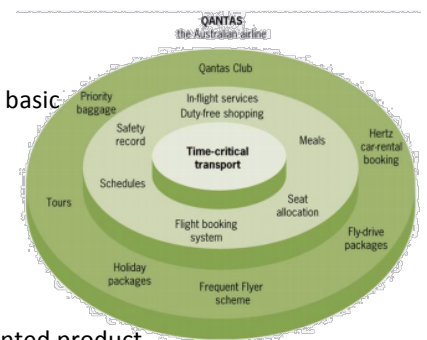 QANTAS
the Australian airline
Qantas Club
basic
Priority
baggage
In-flight services
Duty-free shopping
Safety
record
Meals
Hertz
car-rental
booking
Time-critical
transport
Schedules
Seat
allocation
Tours
Flight booking
system
Fly-drive
packages
Holiday
packages
Frequent Flyer
scheme
product